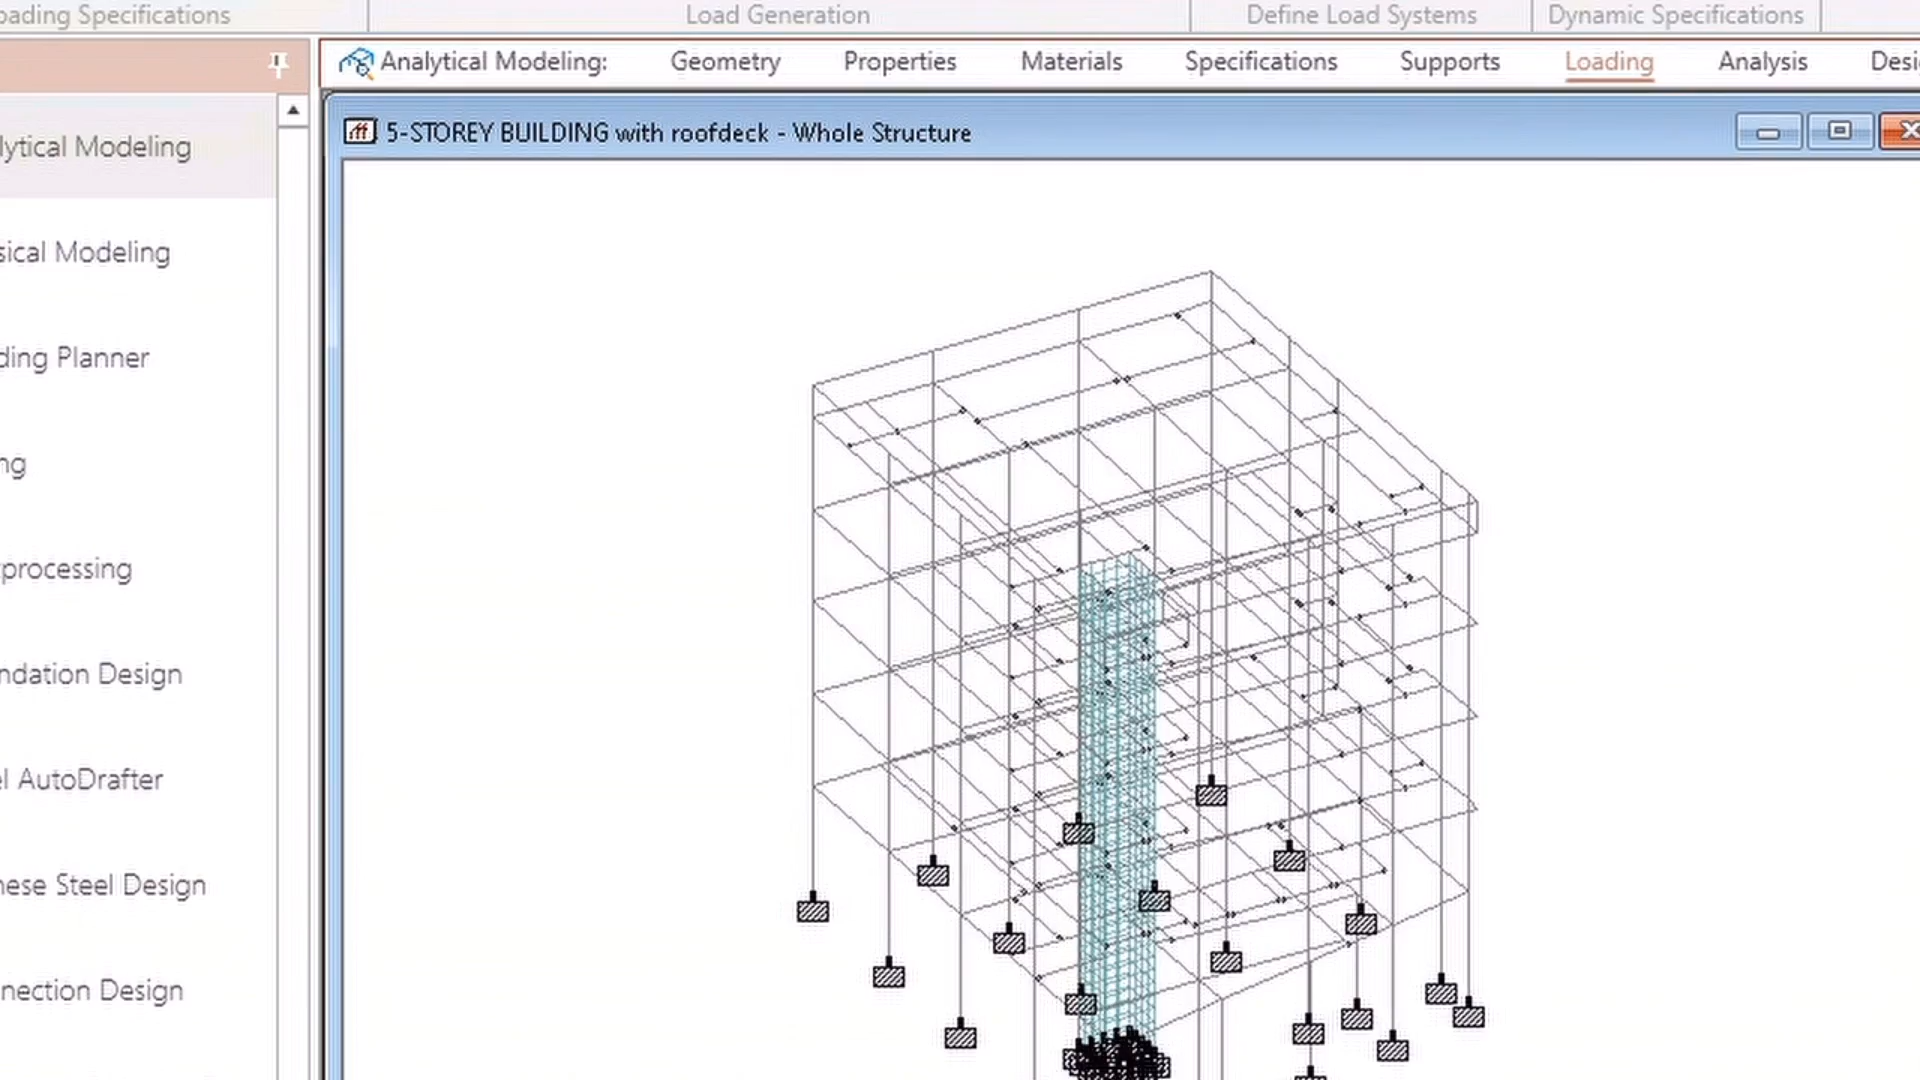 oading Specifications
Load Generation
Define Load Systems
Dynamic Specifications
Analytical Modeling:
Geometry
Properties
Materials
Specifications
Supports
Loading
Analysis
Desi
5-STOREY BUILDING with roofdeck - Whole Structure
lytical Modeling
sical Modeling
ding Planner
ng
tprocessing
ndation Design
el AutoDrafter
nese Steel Design
nection Design